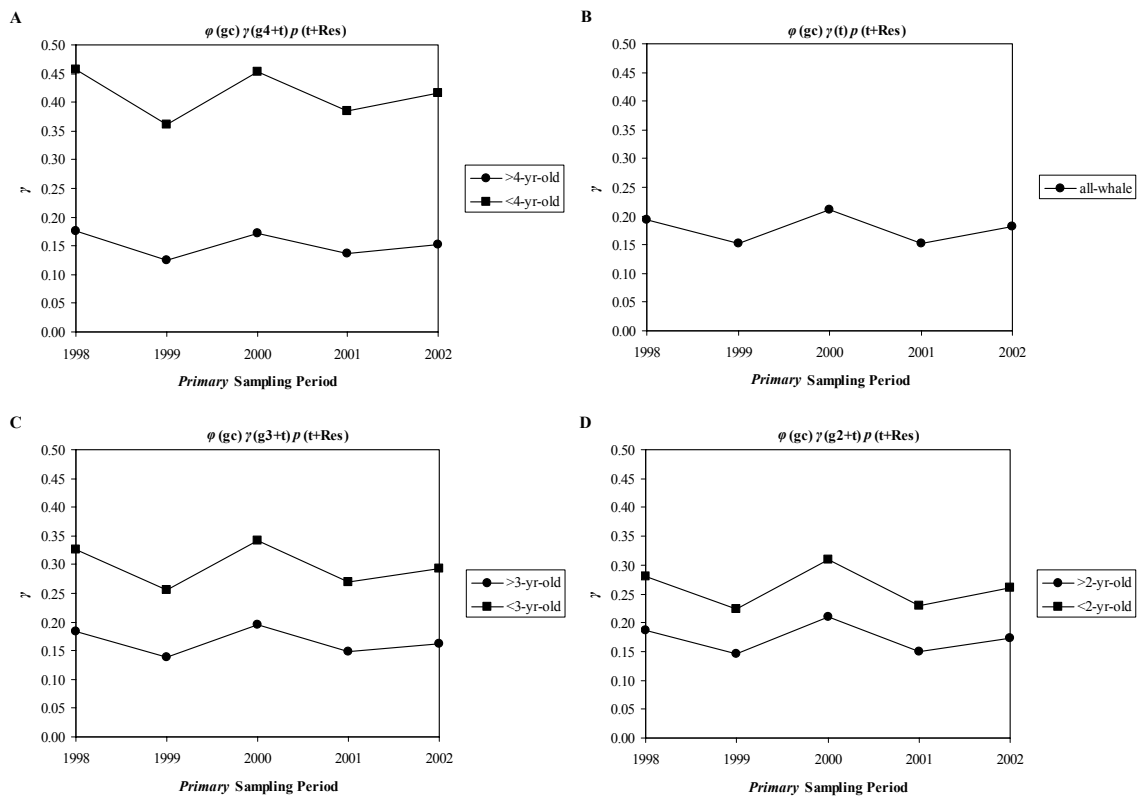 A
φ (gc) γ (g4+t) p (t+Res)
0.50
0.45
0.40
0.35
0.30
0.25
0.20
0.15
0.10
0.05
0.00
γ
1998 1999 2000 2001 2002
Primary Sampling Period
>4-yr-old
<4-yr-old
B
φ (gc) γ (t) p (t+Res)
0.50
0.45
0.40
0.35
0.30
0.25
0.20
0.15
0.10
0.05
0.00
γ
1998 1999 2000 2001 2002
Primary Sampling Period
all-whale
C
φ (gc) γ (g3+t) p (t+Res)
0.50
0.45
0.40
0.35
0.30
0.25
0.20
0.15
0.10
0.05
0.00
γ
1998 1999 2000 2001 2002
Primary Sampling Period
>3-yr-old
<3-yr-old
D
φ (gc) γ (g2+t) p (t+Res)
0.50
0.45
0.40
0.35
0.30
0.25
0.20
0.15
0.10
0.05
0.00
γ
1998 1999 2000 2001 2002
Primary Sampling Period
>2-yr-old
<2-yr-old